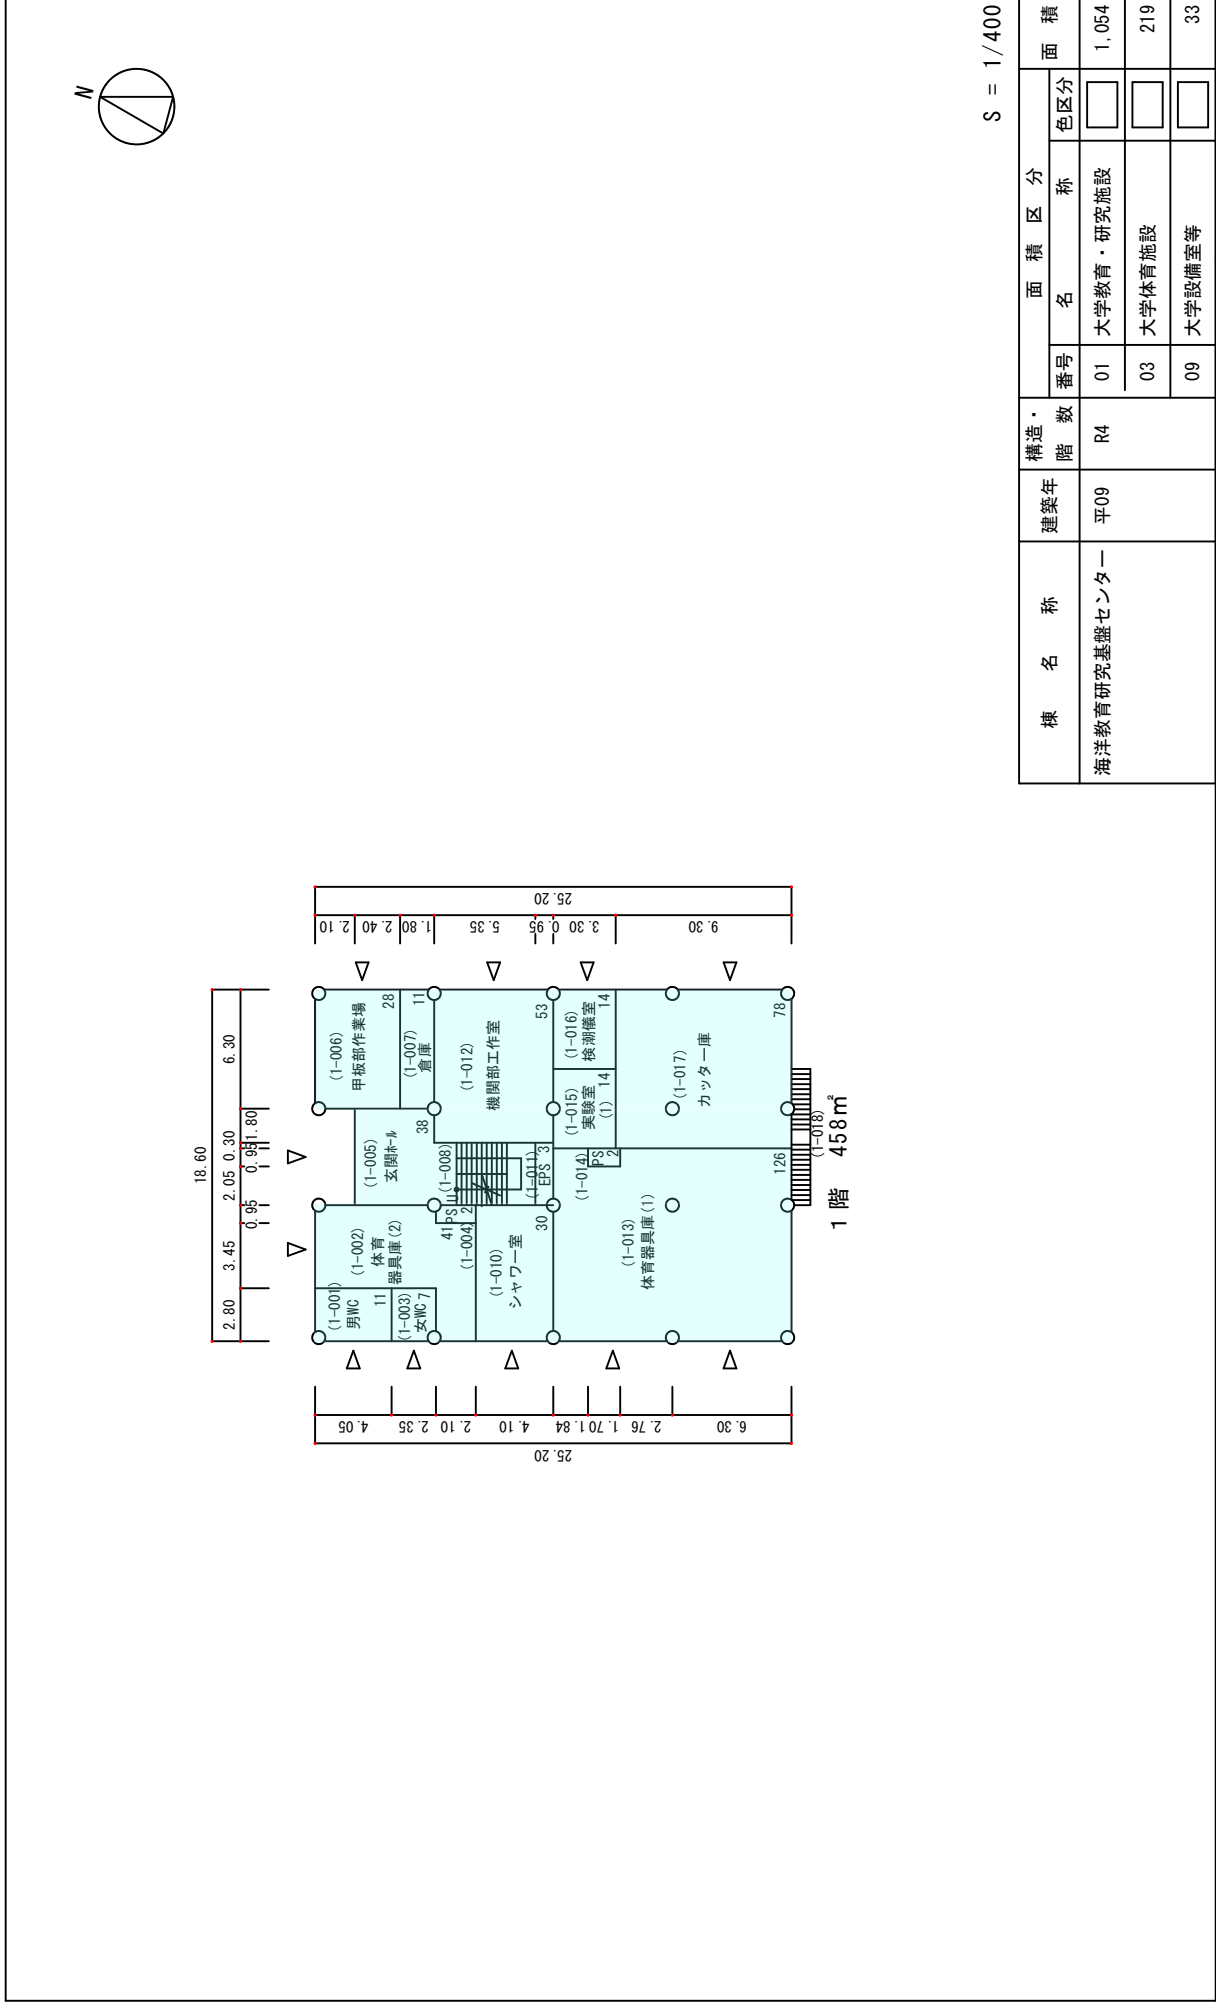 N
S = 1/400
棟 名 称
建築年
構造・
階 数
面 積 区 分
番号
名 称
色区分
面 積
海洋教育研究基盤センター
平09
R4
01
大学教育・研究施設
1,054
03
大学体育施設
219
09
大学設備室等
33
18.60
2.80
3.45
0.95
2.05
0.95
0.30
1.80
6.30
25.20
4.05
2.35
2.10
4.10
1.84
1.70
2.76
6.30
25.20
2.10
2.40
1.80
5.35
0.95
3.30
9.30
(1-001)
男WC
11
(1-002)
体育
器具庫(2)
41
(1-003)
女WC 7
(1-004)
PS
2
(1-005)
玄関ホール
38
(1-006)
甲板部作業場
28
(1-007)
倉庫
11
(1-008)
U
(1-010)
シャワー室
30
(1-011)
EPS
3
(1-012)
機関部工作室
53
(1-013)
体育器具庫(1)
126
(1-014)
PS
2
(1-015)
実験室
(1)
14
(1-016)
検潮儀室
14
(1-017)
カッター庫
78
(1-018)
1 階 458m²